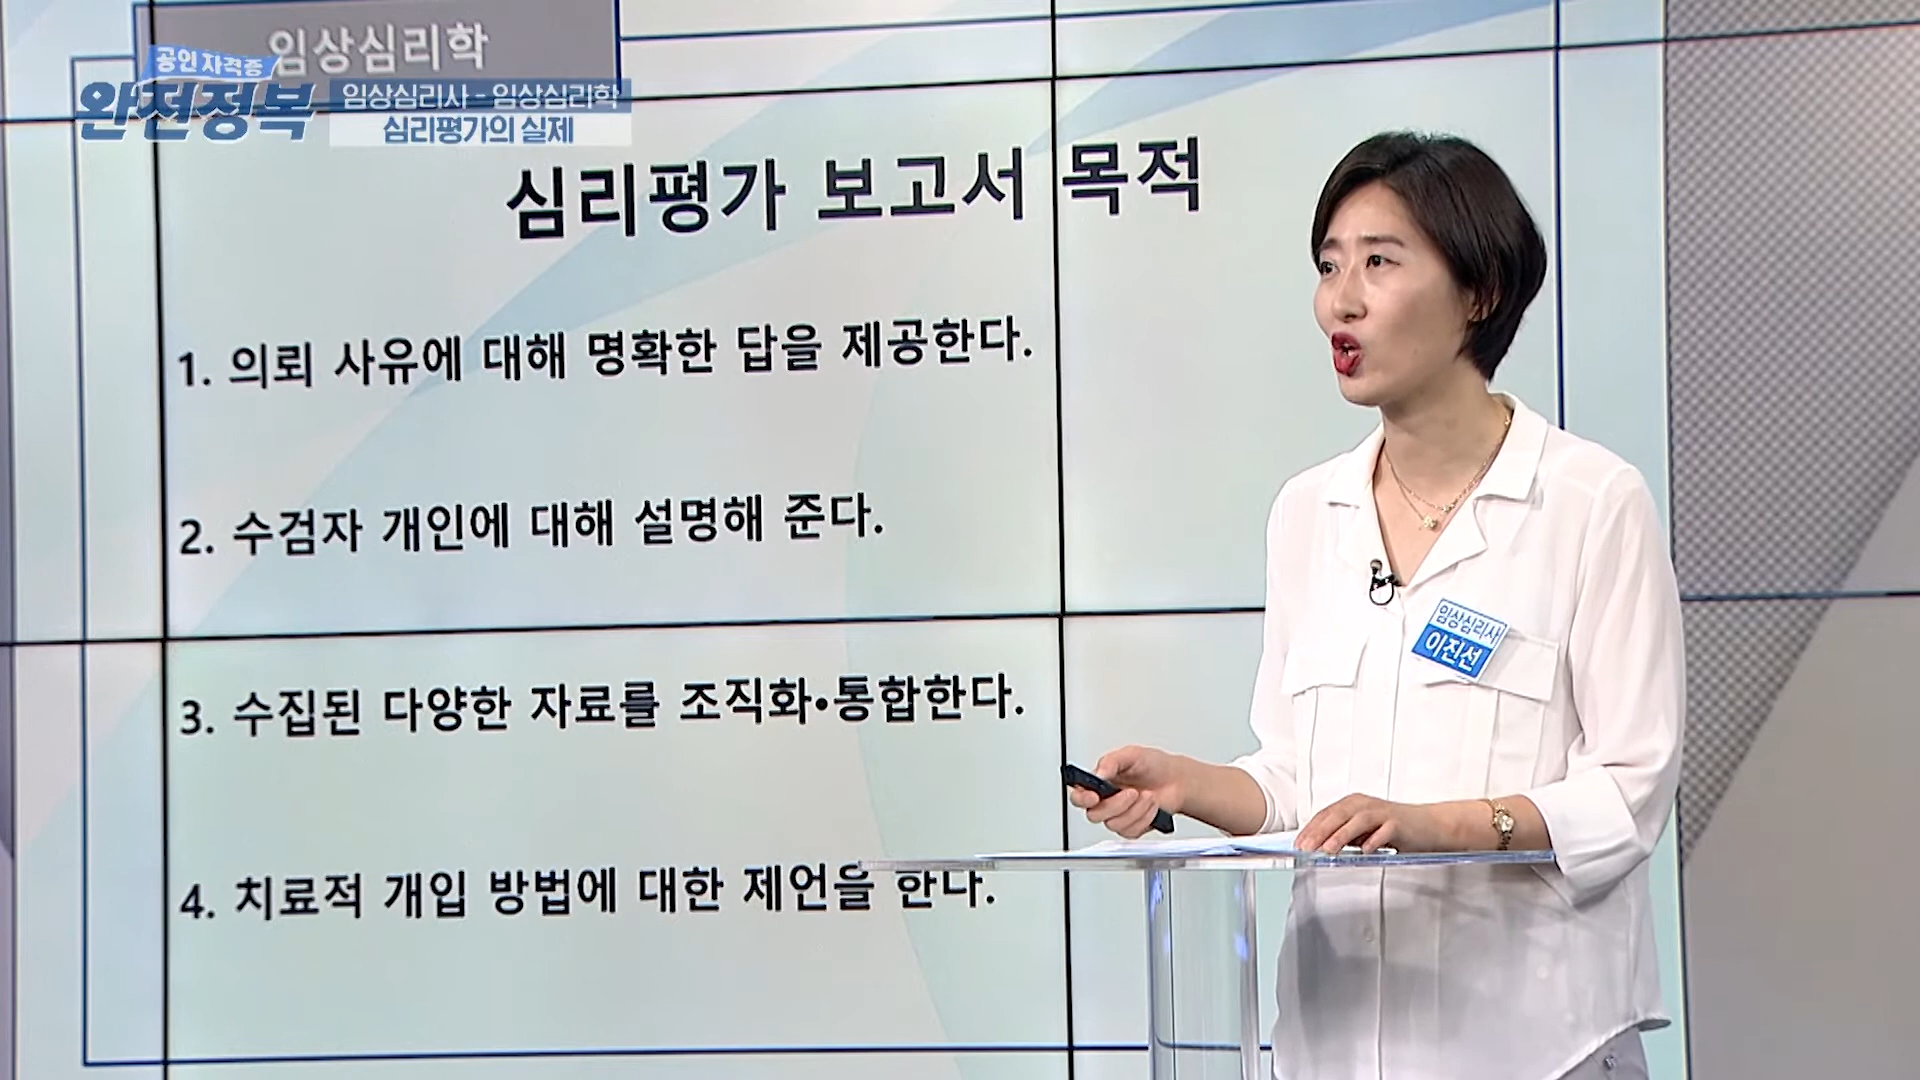 임상심리학
공인 자격증
완전정복
임상심리사 - 임상심리학
심리평가의 실제
심리평가 보고서 목적
1. 의뢰 사유에 대해 명확한 답을 제공한다.
2. 수검자 개인에 대해 설명해 준다.
3. 수집된 다양한 자료를 조직화•통합한다.
4. 치료적 개입 방법에 대한 제언을 한다.
임상심리사
이진선